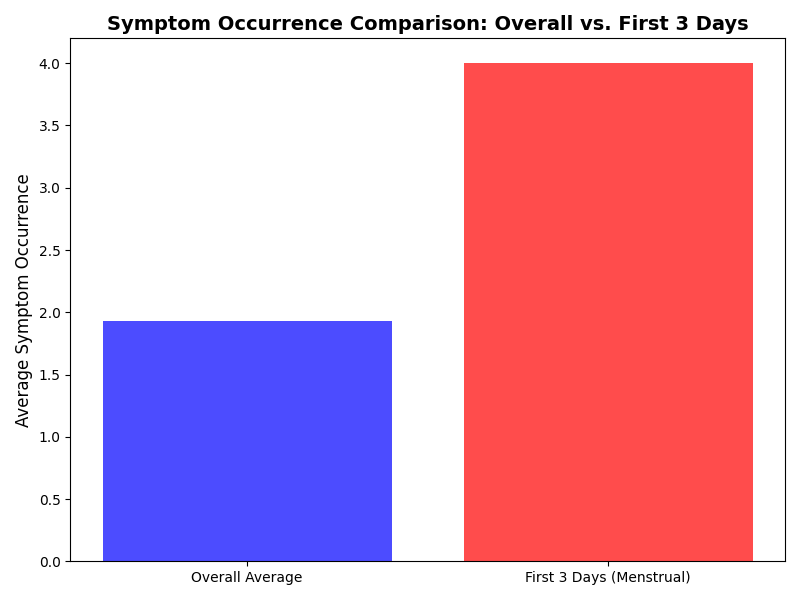 Symptom Occurrence Comparison: Overall vs. First 3 Days
Average Symptom Occurrence
4.0
3.5
3.0
2.5
2.0
1.5
1.0
0.5
0.0
Overall Average
First 3 Days (Menstrual)